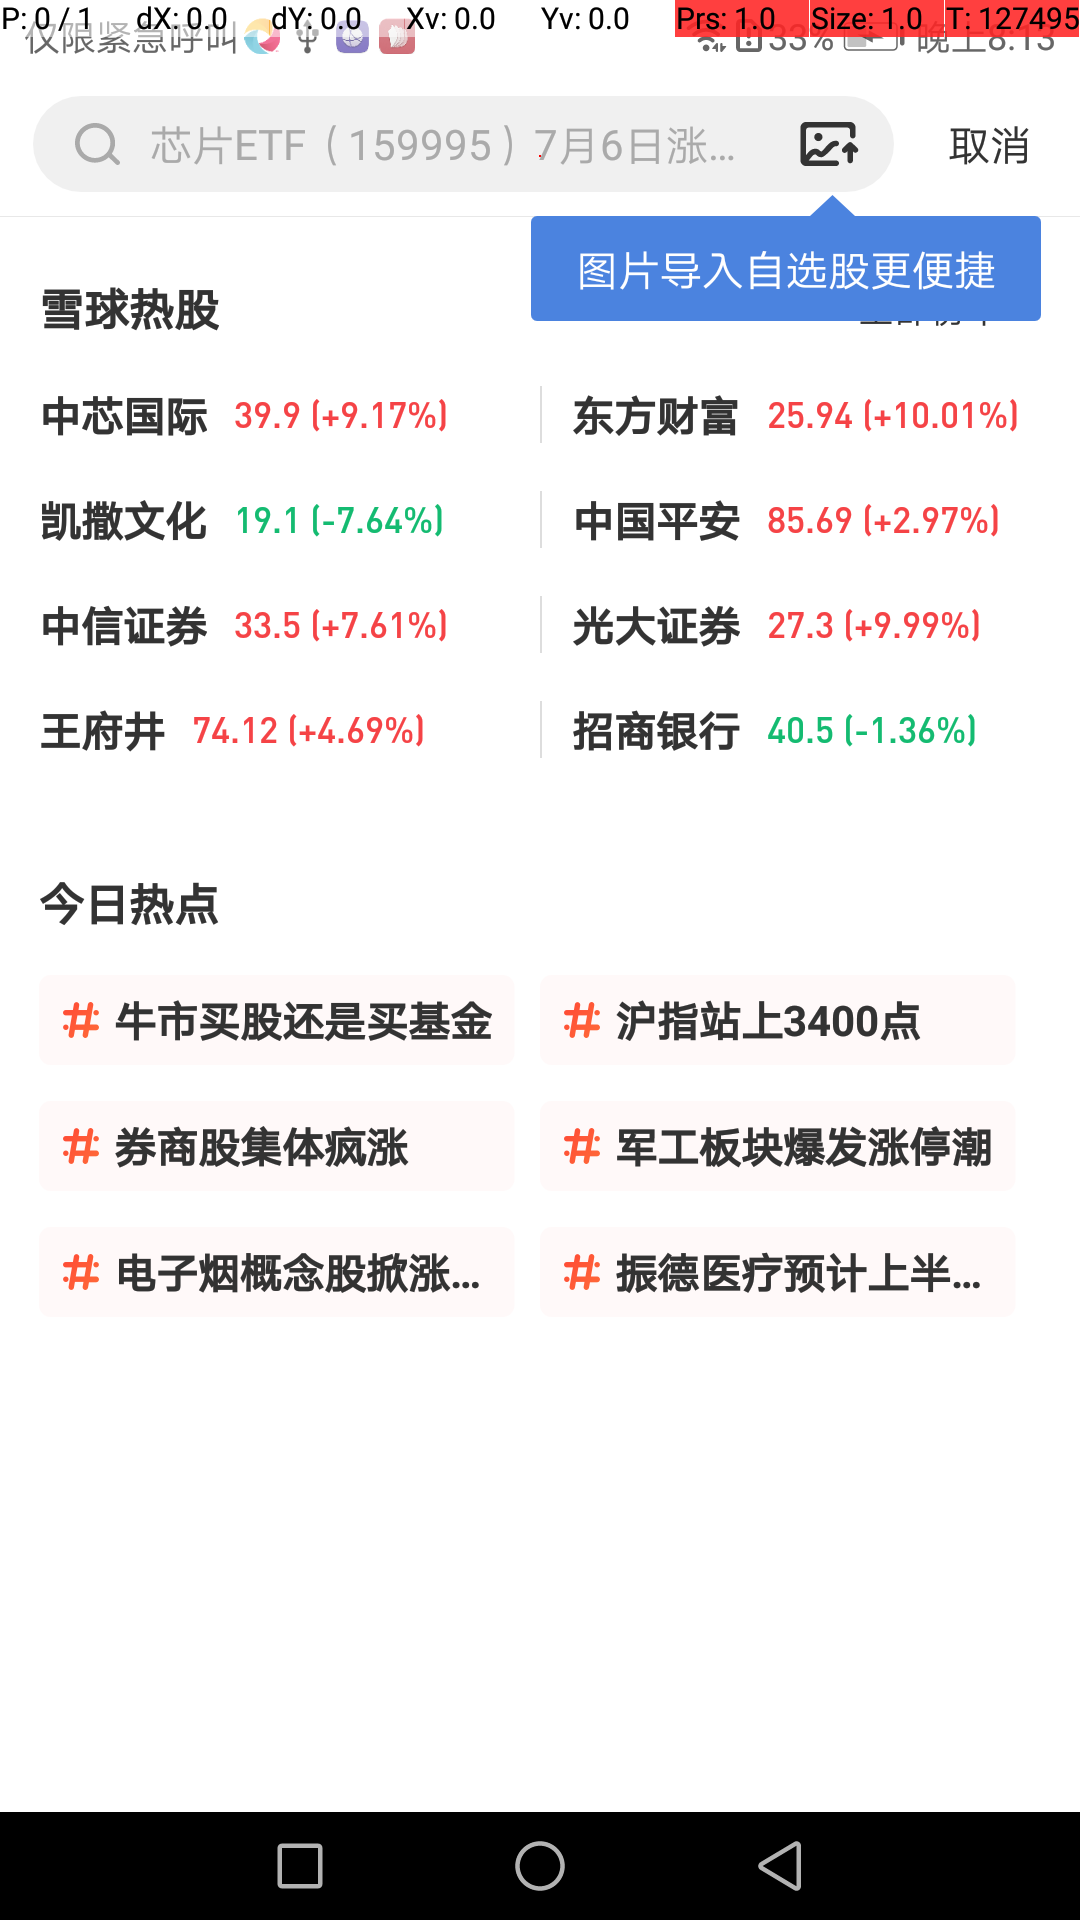 P: 0 / 1 dX: 0.0 dY: 0.0 Xv: 0.0 Yv: 0.0 Prs: 1.0 Size: 1.0 T: 127495
仅限紧急呼叫 33% 晚上8:13
芯片ETF（159995）7月6日涨... 取消
图片导入自选股更便捷
雪球热股
中芯国际 39.9 (+9.17%) 东方财富 25.94 (+10.01%)
凯撒文化 19.1 (-7.64%) 中国平安 85.69 (+2.97%)
中信证券 33.5 (+7.61%) 光大证券 27.3 (+9.99%)
王府井 74.12 (+4.69%) 招商银行 40.5 (-1.36%)
今日热点
# 牛市买股还是买基金 # 沪指站上3400点
# 券商股集体疯涨 # 军工板块爆发涨停潮
# 电子烟概念股掀涨... # 振德医疗预计上半...